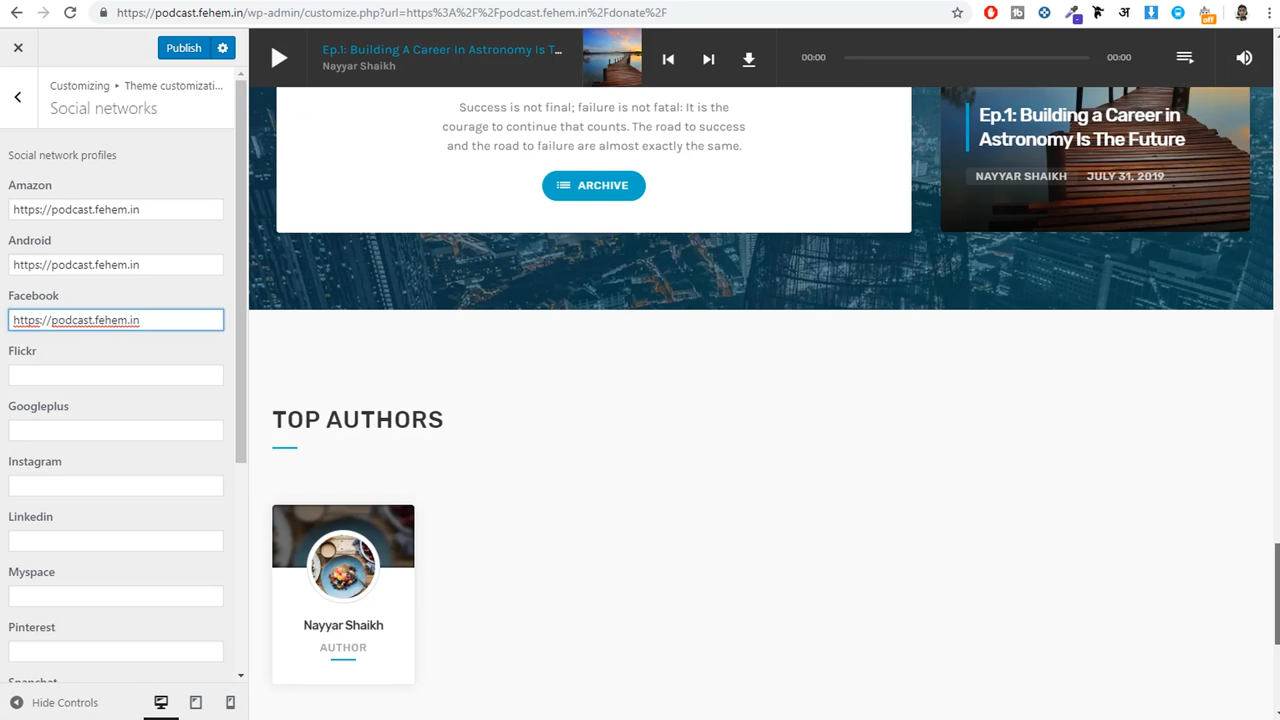 https://podcast.fehem.in/wp-admin/customize.php?url=https%3A%2F%2Fpodcast.fehem.in%2Fdonate%2F
off
Publish
Customizing ▸ Theme customizati...
Social networks
Social network profiles
Amazon
https://podcast.fehem.in
Android
https://podcast.fehem.in
Facebook
https://podcast.fehem.in
Flickr
Googleplus
Instagram
Linkedin
Myspace
Pinterest
Snapchat
Hide Controls
Ep.1: Building A Career In Astronomy Is T...
Nayyar Shaikh
00:00
00:00
Success is not final; failure is not fatal: It is the
courage to continue that counts. The road to success
and the road to failure are almost exactly the same.
ARCHIVE
Ep.1: Building a Career in
Astronomy Is The Future
NAYYAR SHAIKH JULY 31, 2019
TOP AUTHORS
Nayyar Shaikh
AUTHOR